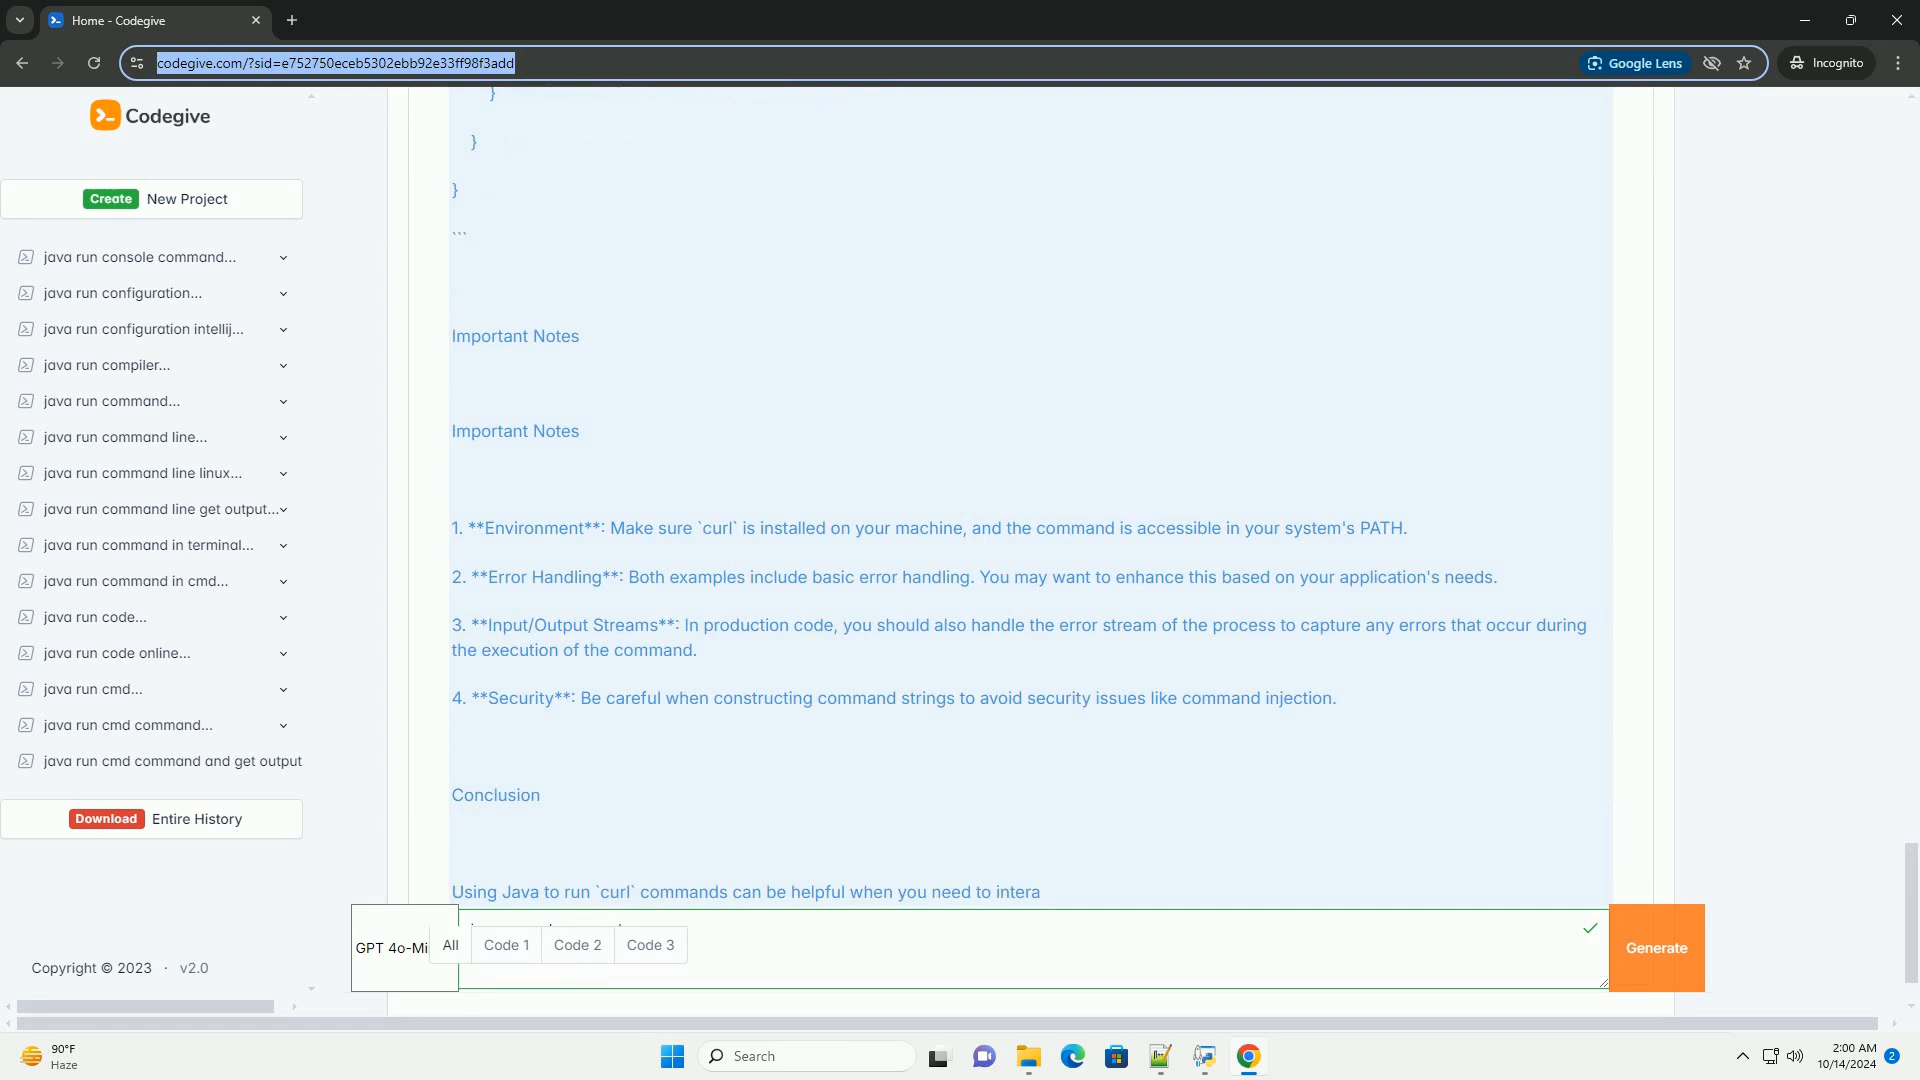 Home - Codegive
codegive.com/?sid=e752750eceb5302ebb92e33ff98f3add
Google Lens
Incognito
Codegive
Create New Project
java run console command...
java run configuration...
java run configuration intellij...
java run compiler...
java run command...
java run command line...
java run command line linux...
java run command line get output...
java run command in terminal...
java run command in cmd...
java run code...
java run code online...
java run cmd...
java run cmd command...
java run cmd command and get output
Download Entire History
Copyright © 2023 · v2.0
}
}
}
```
Important Notes
Important Notes
1. **Environment**: Make sure `curl` is installed on your machine, and the command is accessible in your system's PATH.
2. **Error Handling**: Both examples include basic error handling. You may want to enhance this based on your application's needs.
3. **Input/Output Streams**: In production code, you should also handle the error stream of the process to capture any errors that occur during
the execution of the command.
4. **Security**: Be careful when constructing command strings to avoid security issues like command injection.
Conclusion
Using Java to run `curl` commands can be helpful when you need to intera
GPT 4o-Mi
All
Code 1
Code 2
Code 3
Generate
90°F
Haze
Search
2:00 AM
10/14/2024
2